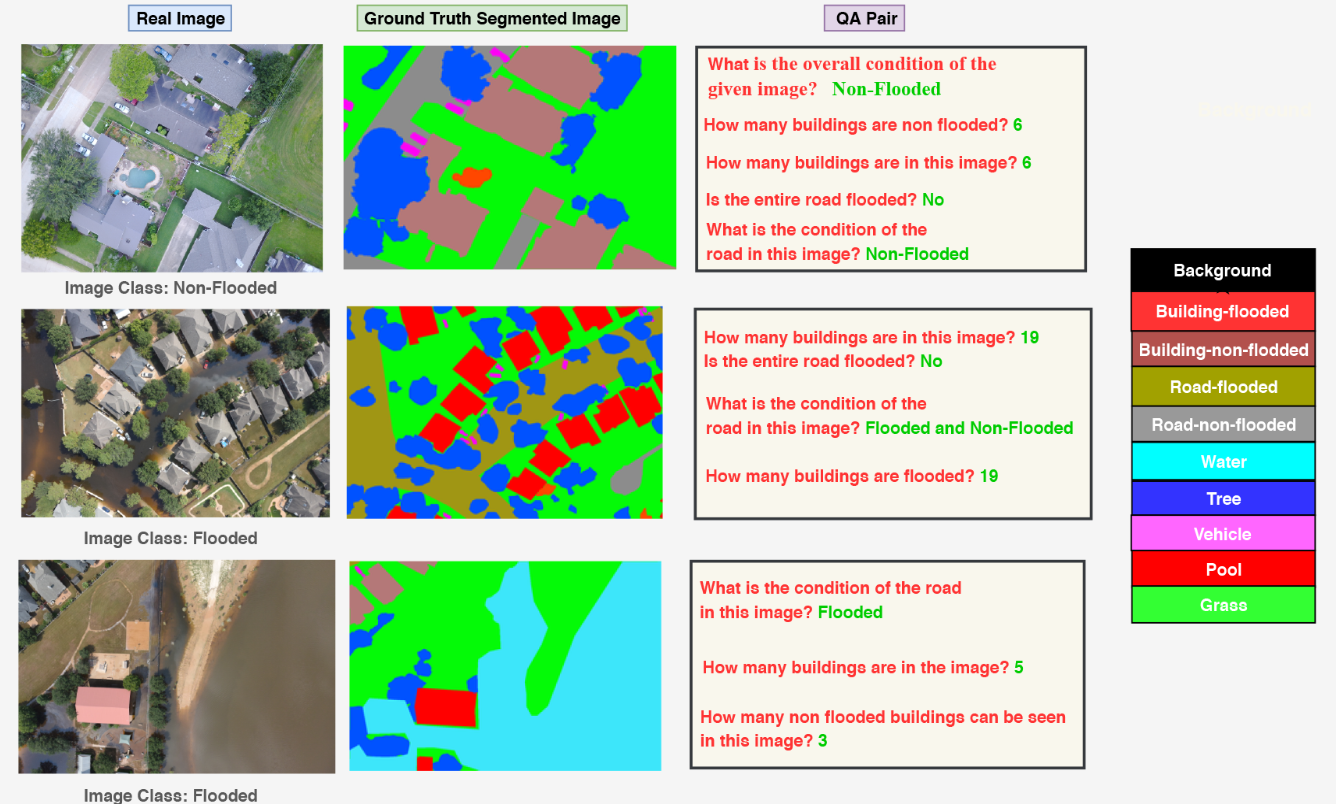 Real Image
Ground Truth Segmented Image
QA Pair
What is the overall condition of the
given image? Non-Flooded
How many buildings are non flooded? 6
How many buildings are in this image? 6
Is the entire road flooded? No
What is the condition of the
road in this image? Non-Flooded
Image Class: Non-Flooded
How many buildings are in this image? 19
Is the entire road flooded? No
What is the condition of the
road in this image? Flooded and Non-Flooded
How many buildings are flooded? 19
Image Class: Flooded
What is the condition of the road
in this image? Flooded
How many buildings are in the image? 5
How many non flooded buildings can be seen
in this image? 3
Image Class: Flooded
Background
Building-flooded
Building-non-flodded
Road-flooded
Road-non-flooded
Water
Tree
Vehicle
Pool
Grass